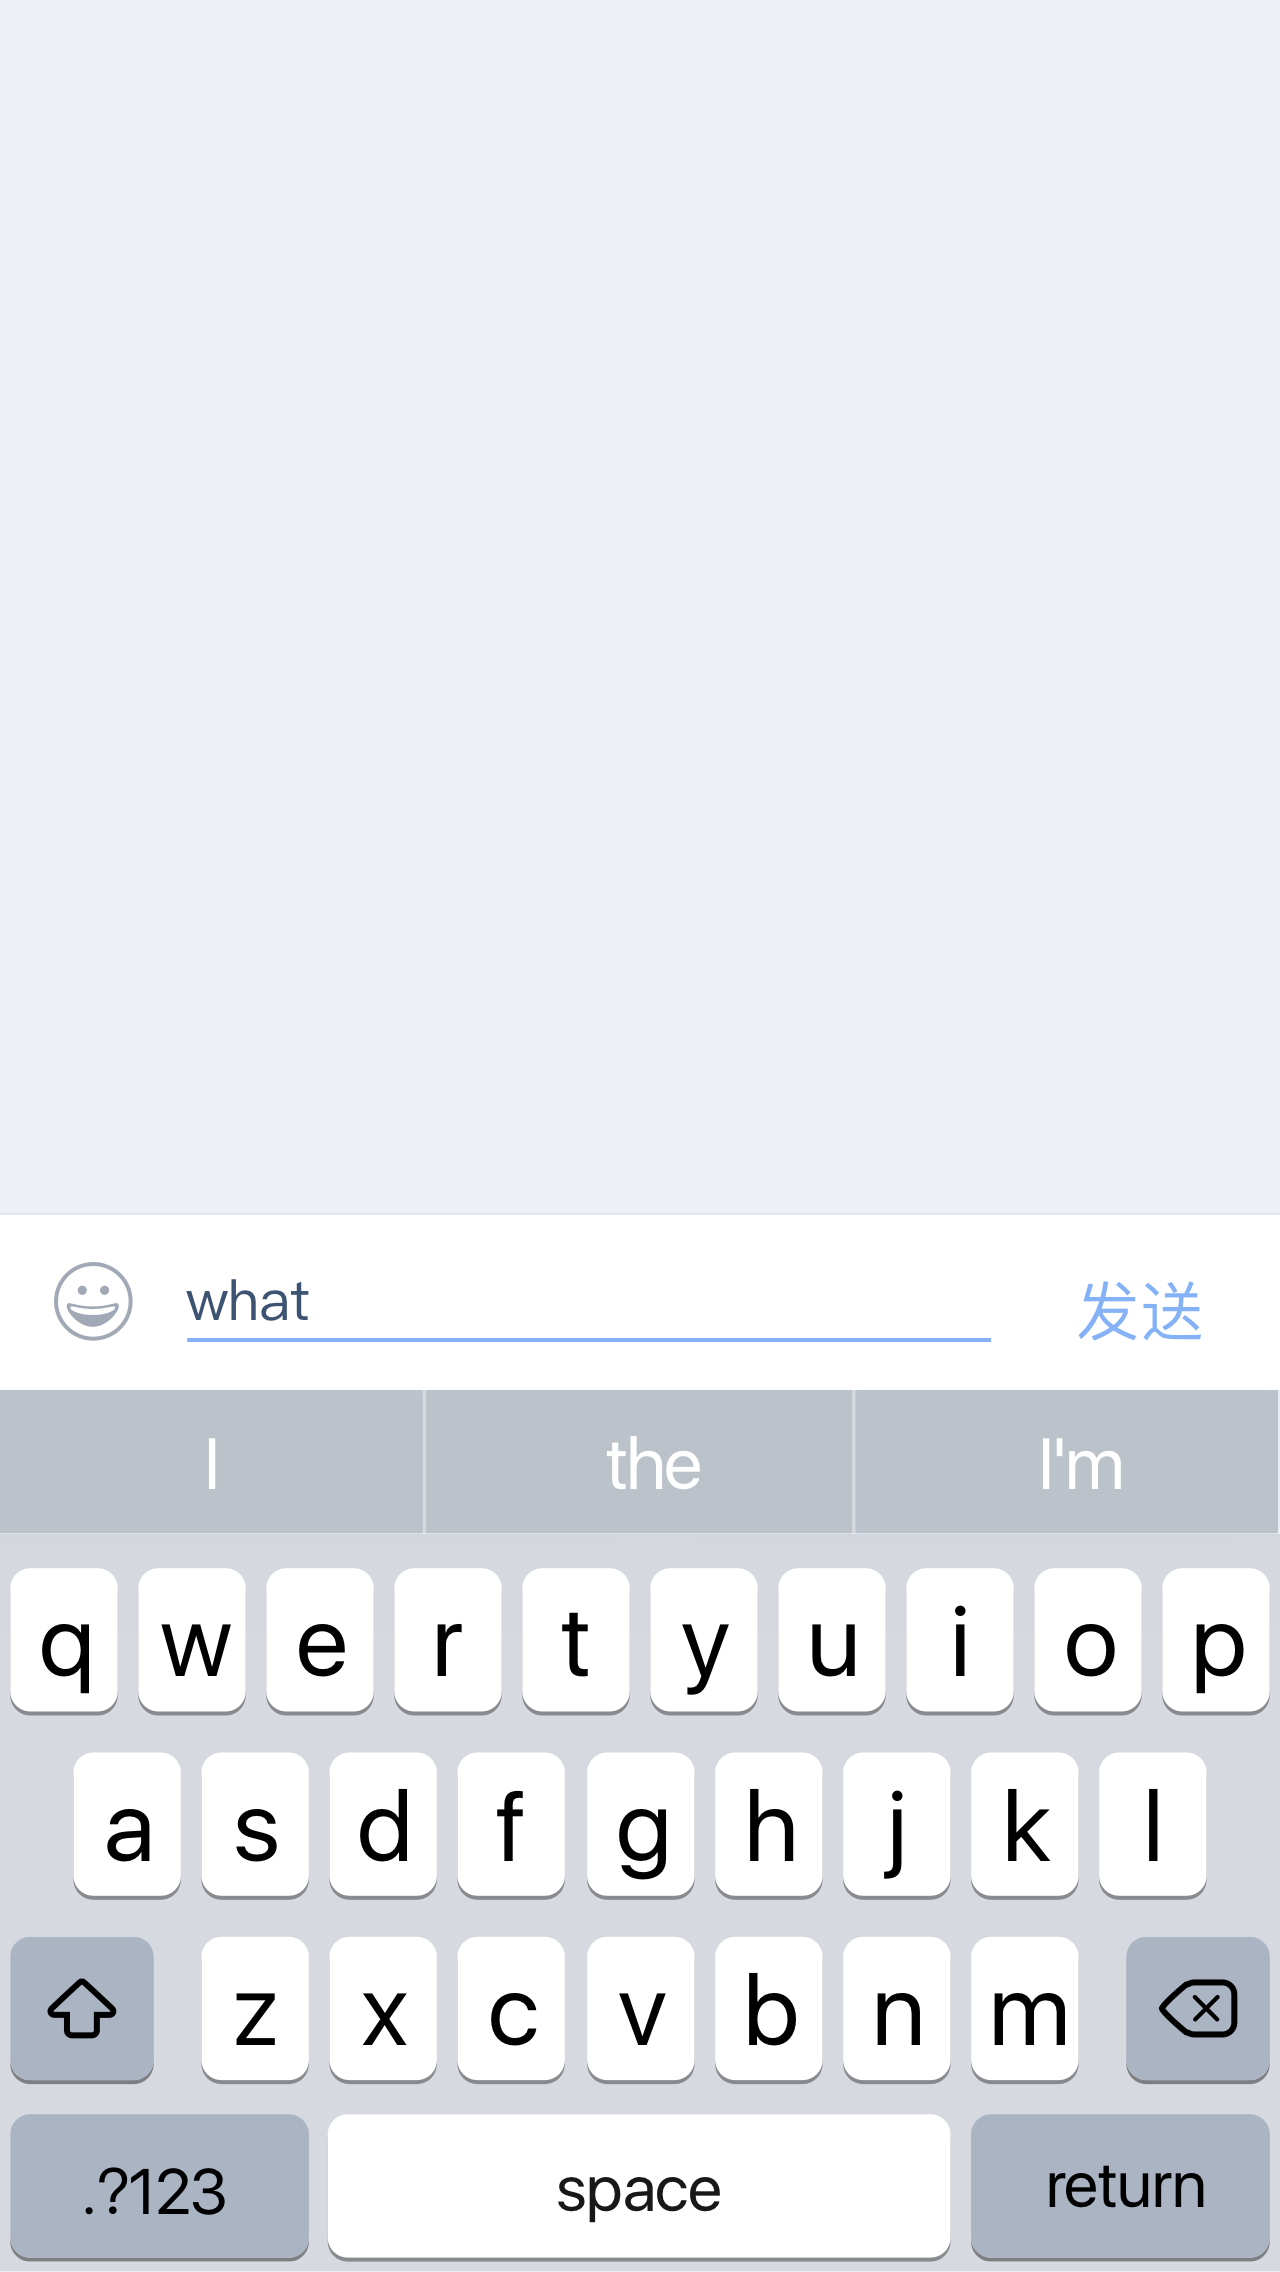 what
发送
I the I'm
q w e r t y u i o p
a s d f g h j k l
z x c v b n m
.?123 space return